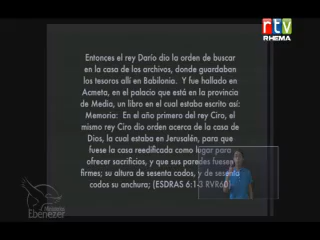 rtv
RHEMA
Entonces el rey Darío dio la orden de buscar
en la casa de los archivos, donde guardaban
los tesoros allí en Babilonia.  Y fue hallado en
Acmeta, en el palacio que está en la provincia
de Media, un libro en el cual estaba escrito así:
Memoria:  En el año primero del rey Ciro, el
mismo rey Ciro dio orden acerca de la casa de
Dios, la cual estaba en Jerusalén, para que
fuese la casa reedificada como lugar para
ofrecer sacrificios, y que sus paredes fuesen
firmes; su altura de sesenta codos, y de sesenta
codos su anchura; (ESDRAS 6:1-3 RVR60)
Ministerios
Ebenezer